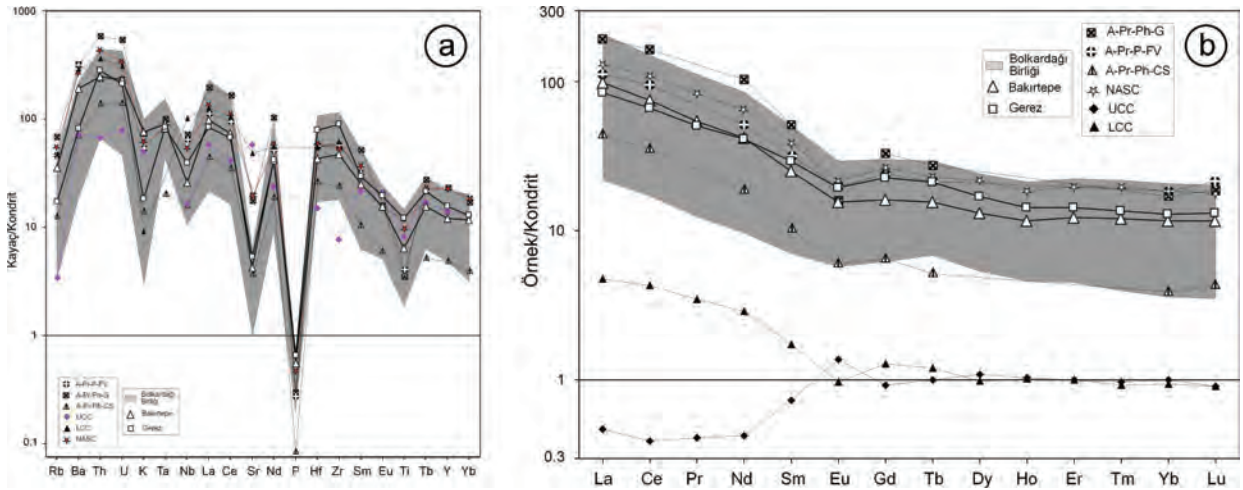 a
Kayaç/Kondrit
1000
100
10
1
0.1
Rb Ba Th U K Ta Nb La Ce Sr Nd P Hf Zr Sm Eu Ti Tb Y Yb
A-Pr-P-FV
A-Pr-Ph-G
A-Pr-Ph-CS
UCC
LCC
NASC
Bolkardağı
Birliği
Bakırtepe
Gerez
b
Örnek/Kondrit
300
100
10
1
0.3
La Ce Pr Nd Sm Eu Gd Tb Dy Ho Er Tm Yb Lu
Bolkardağı
Birliği
Bakırtepe
Gerez
A-Pr-Ph-G
A-Pr-P-FV
A-Pr-Ph-CS
NASC
UCC
LCC